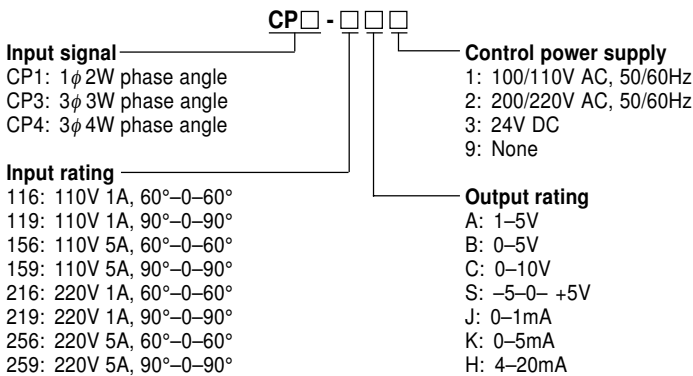 CP□ - □ □ □
Input signal
CP1: 1ϕ 2W phase angle
CP3: 3ϕ 3W phase angle
CP4: 3ϕ 4W phase angle
Input rating
116: 110V 1A, 60°–0–60°
119: 110V 1A, 90°–0–90°
156: 110V 5A, 60°–0–60°
159: 110V 5A, 90°–0–90°
216: 220V 1A, 60°–0–60°
219: 220V 1A, 90°–0–90°
256: 220V 5A, 60°–0–60°
259: 220V 5A, 90°–0–90°
Control power supply
1: 100/110V AC, 50/60Hz
2: 200/220V AC, 50/60Hz
3: 24V DC
9: None
Output rating
A: 1–5V
B: 0–5V
C: 0–10V
S: –5–0– +5V
J: 0–1mA
K: 0–5mA
H: 4–20mA